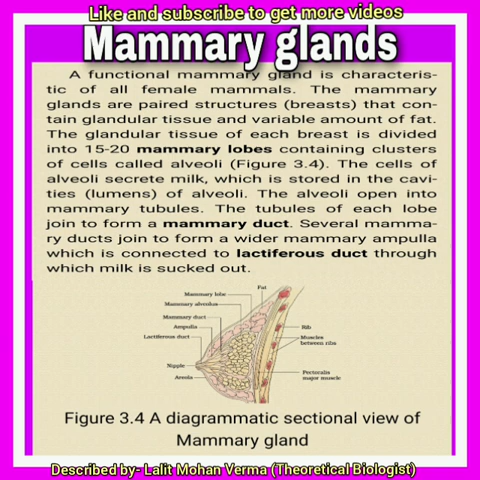 Like and subscribe to get more videos
Mammary glands
A functional mammary gland is characteris-
tic of all female mammals. The mammary
glands are paired structures (breasts) that con-
tain glandular tissue and variable amount of fat.
The glandular tissue of each breast is divided
into 15-20 mammary lobes containing clusters
of cells called alveoli (Figure 3.4). The cells of
alveoli secrete milk, which is stored in the cavi-
ties (lumens) of alveoli. The alveoli open into
mammary tubules. The tubules of each lobe
join to form a mammary duct. Several mamma-
ry ducts join to form a wider mammary ampulla
which is connected to lactiferous duct through
which milk is sucked out.
Fat
Mammary lobe
Mammary alveolus
Mammary duct
Ampulla
Lactiferous duct
Nipple
Areola
Rib
Muscles
between ribs
Pectoralis
major muscle
Figure 3.4 A diagrammatic sectional view of
Mammary gland
Described by- Lalit Mohan Verma (Theoretical Biologist)